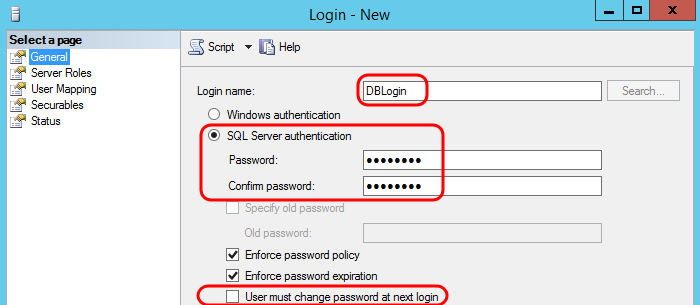 Login - New
Select a page
General
Server Roles
User Mapping
Securables
Status
Script
Help
Login name: DBLogin Search...
Windows authentication
SQL Server authentication
Password: ●●●●●●●●
Confirm password: ●●●●●●●●
Specify old password
Old password:
Enforce password policy
Enforce password expiration
User must change password at next login